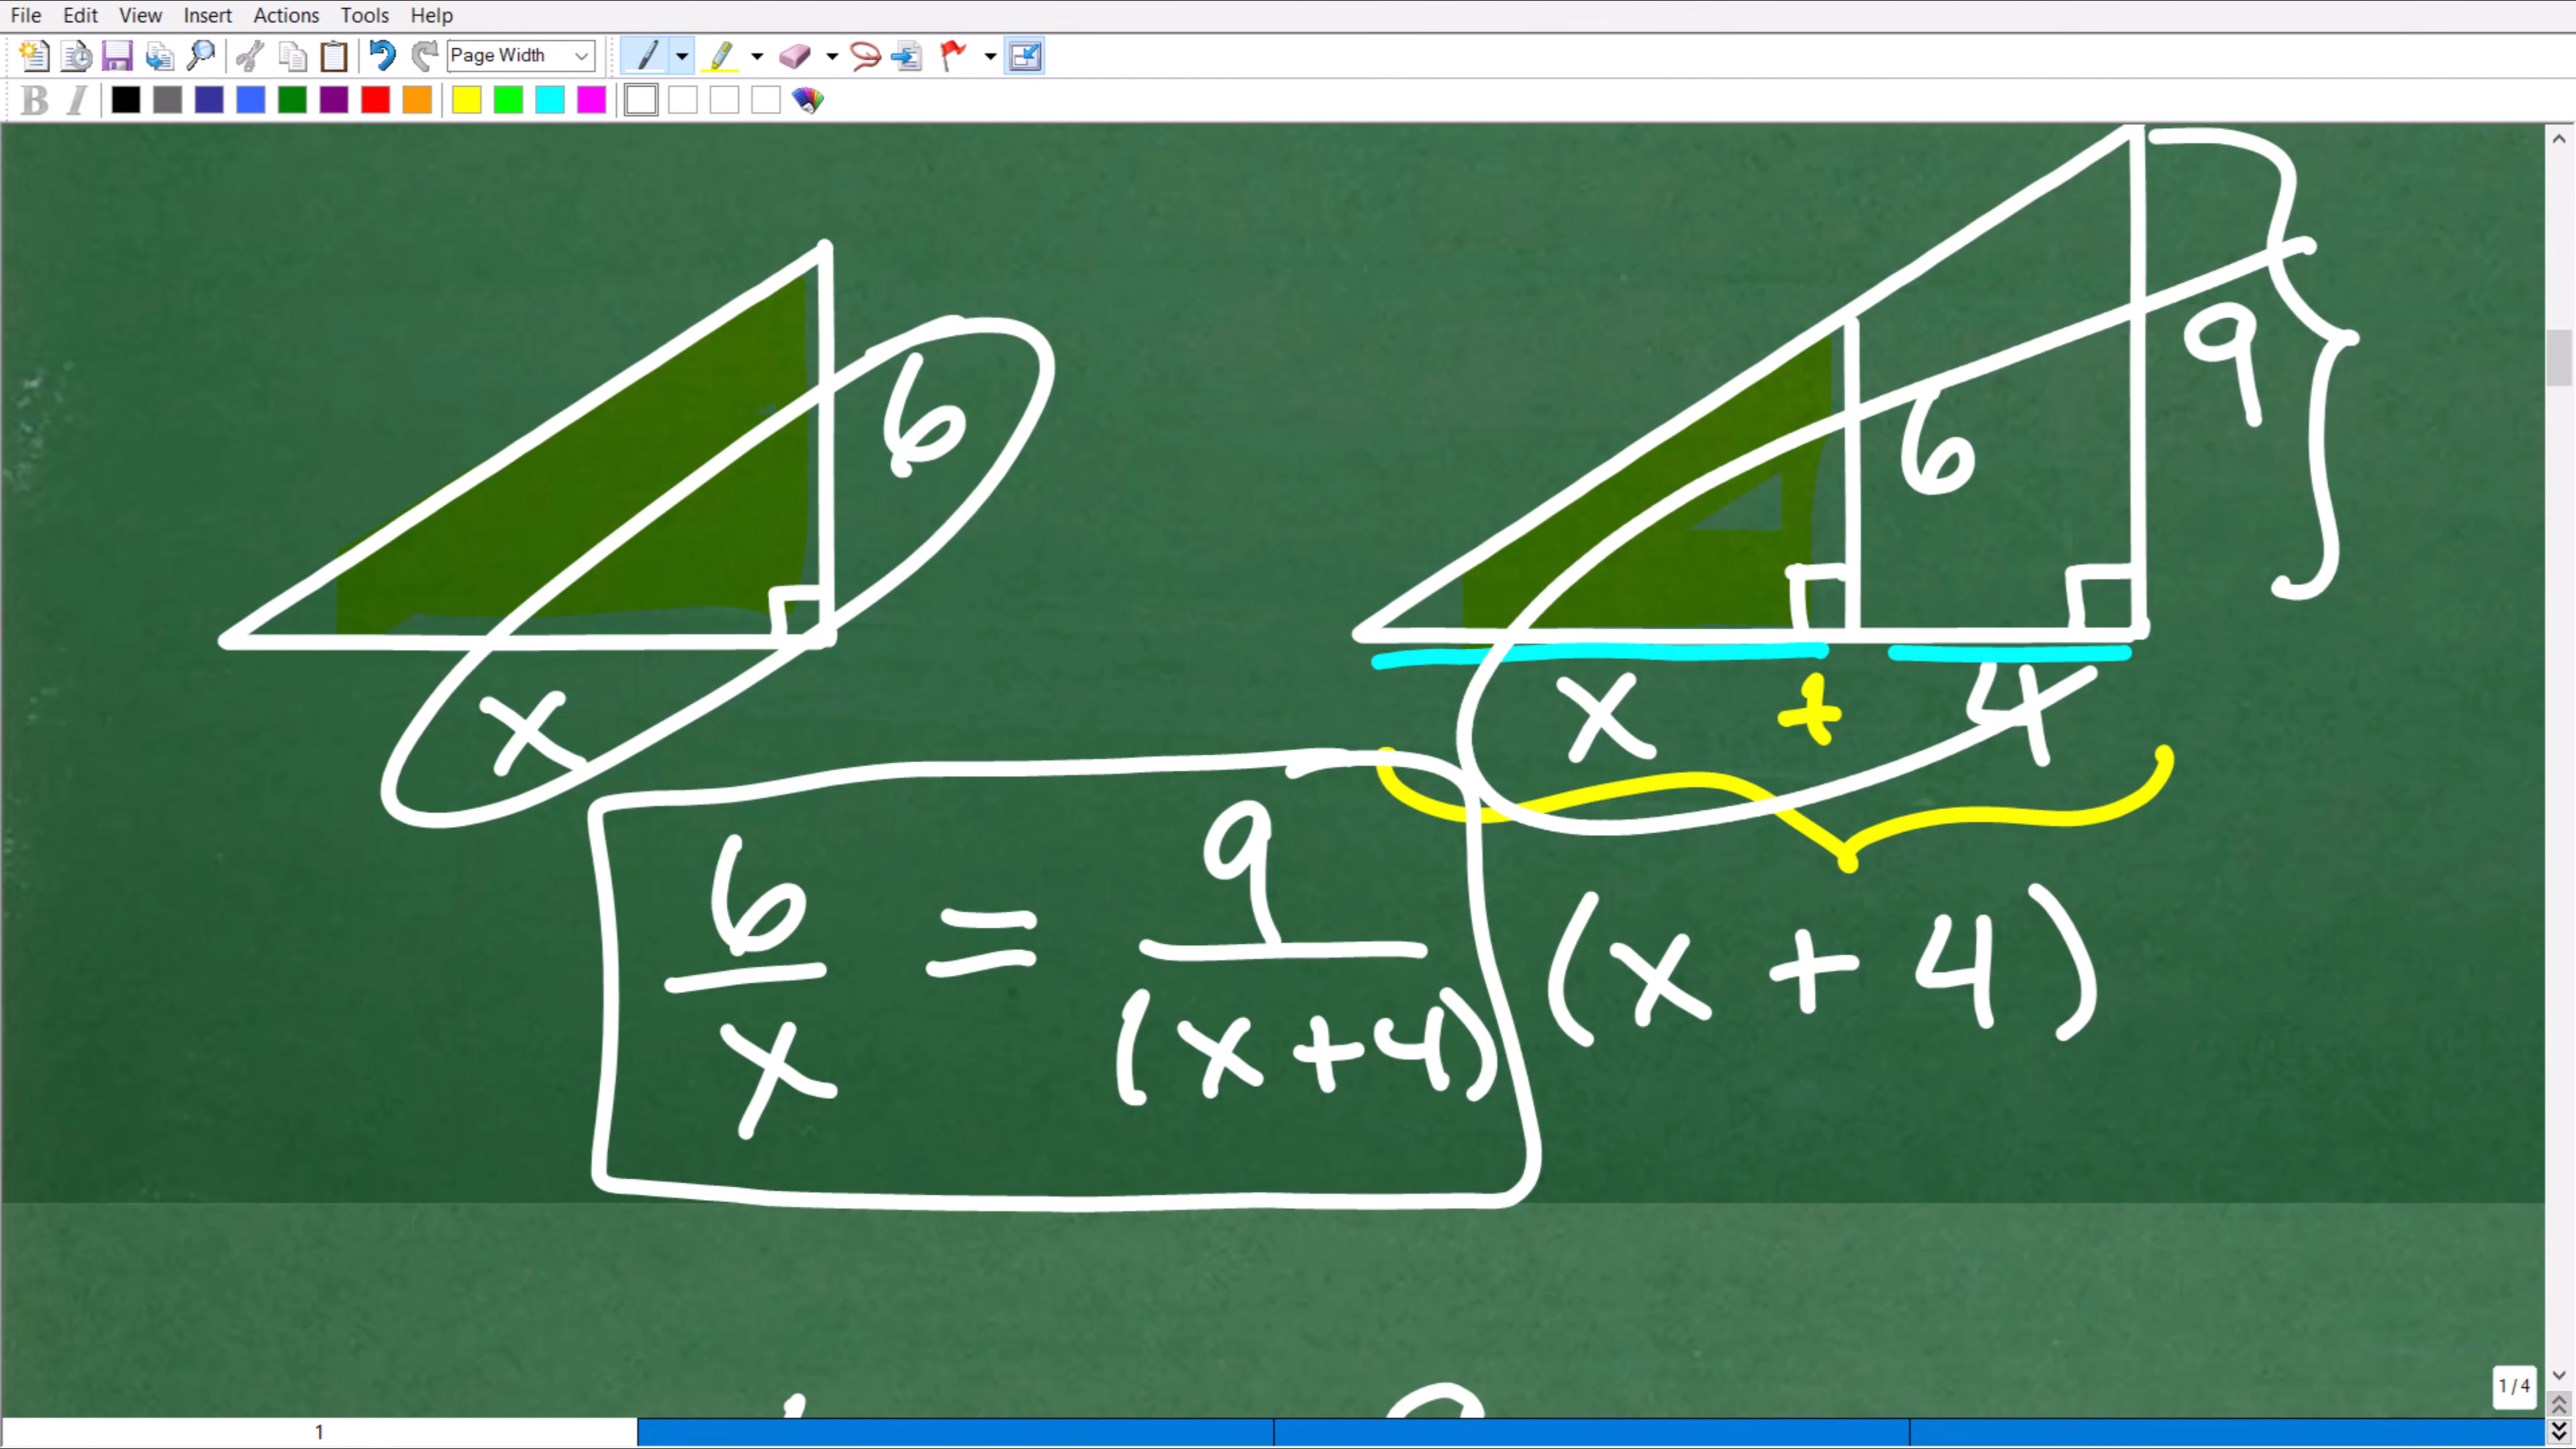 File Edit View Insert Actions Tools Help
Page Width
B I
6
9
6
x
x + 4
6/x = 9/(x+4)
(x + 4)
1 / 4
1